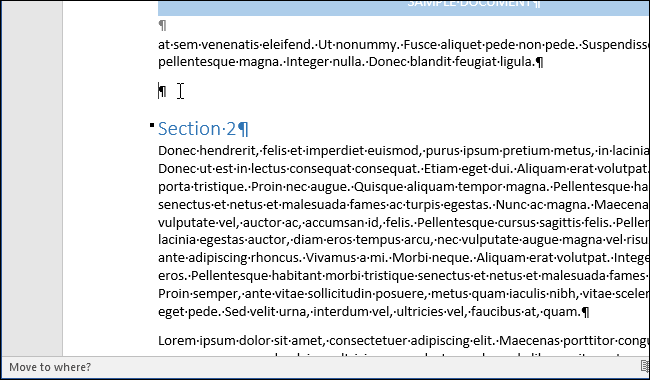 SAMPLE·DOCUMENT¶
¶
at·sem·venenatis·eleifend.·Ut·nonummy.·Fusce·aliquet·pede·non·pede.·Suspendiss
pellentesque·magna.·Integer·nulla.·Donec·blandit·feugiat·ligula.¶
¶
Section·2¶
Donec·hendrerit,·felis·et·imperdiet·euismod,·purus·ipsum·pretium·metus,·in·lacinia
Donec·ut·est·in·lectus·consequat·consequat.·Etiam·eget·dui.·Aliquam·erat·volutpat.
porta·tristique.·Proin·nec·augue.·Quisque·aliquam·tempor·magna.·Pellentesque·ha
senectus·et·netus·et·malesuada·fames·ac·turpis·egestas.·Nunc·ac·magna.·Maecena
vulputate·vel,·auctor·ac,·accumsan·id,·felis.·Pellentesque·cursus·sagittis·felis.·Peller
lacinia·egestas·auctor,·diam·eros·tempus·arcu,·nec·vulputate·augue·magna·vel·risu
ante·adipiscing·rhoncus.·Vivamus·a·mi.·Morbi·neque.·Aliquam·erat·volutpat.·Intege
eros.·Pellentesque·habitant·morbi·tristique·senectus·et·netus·et·malesuada·fames·
Proin·semper,·ante·vitae·sollicitudin·posuere,·metus·quam·iaculis·nibh,·vitae·sceler
eget·pede.·Sed·velit·urna,·interdum·vel,·ultricies·vel,·faucibus·at,·quam.¶
Lorem·ipsum·dolor·sit·amet,·consectetuer·adipiscing·elit.·Maecenas·porttitor·congu
Move to where?